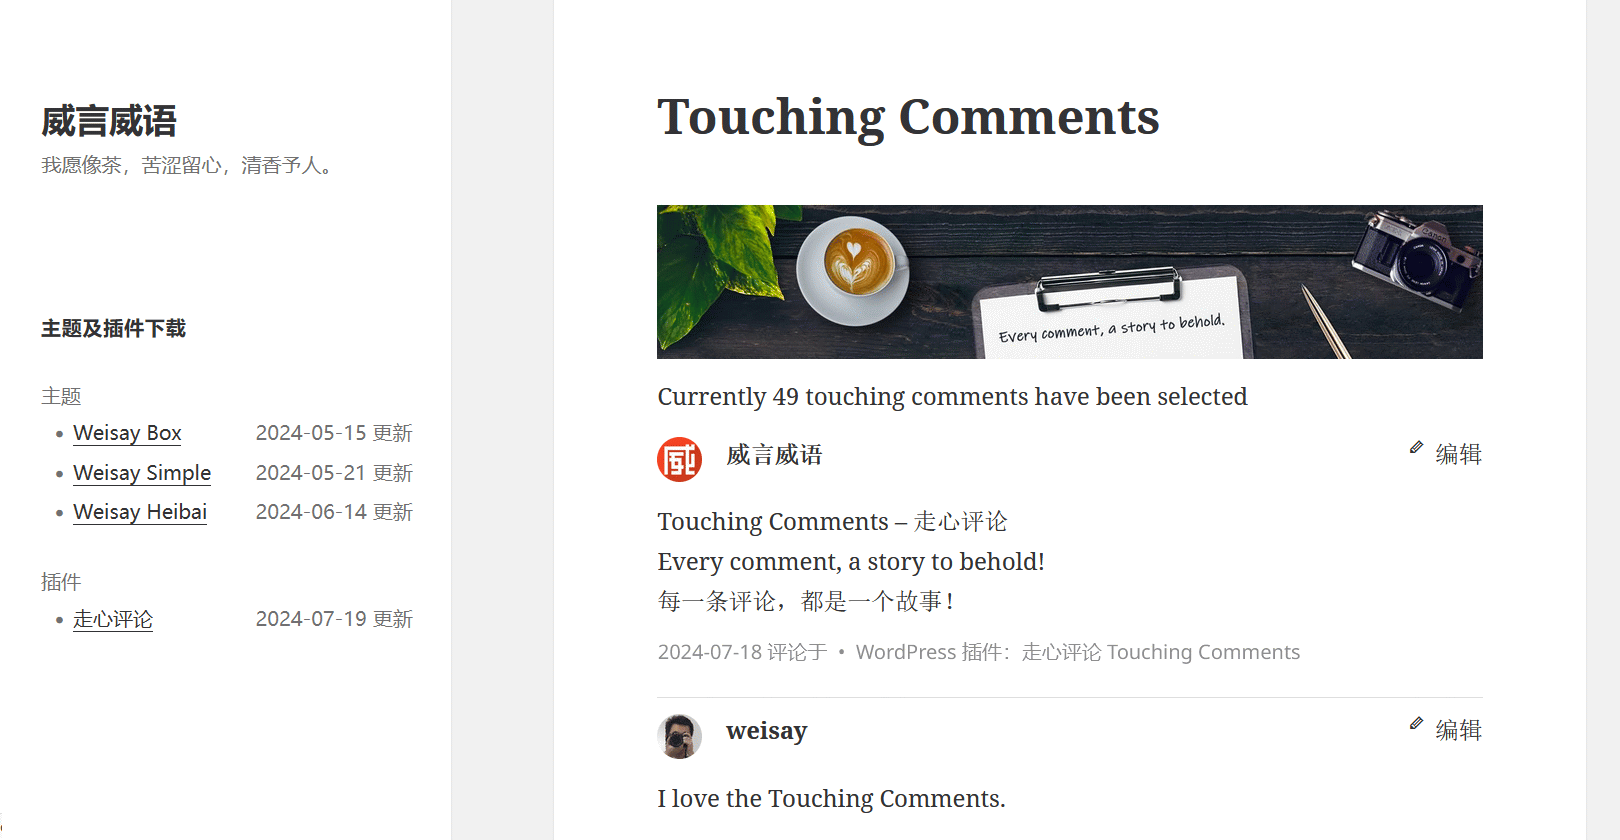 威言威语
我愿像茶，苦涩留心，清香予人。
主题及插件下载
主题
Weisay Box 2024-05-15 更新
Weisay Simple 2024-05-21 更新
Weisay Heibai 2024-06-14 更新
插件
走心评论 2024-07-19 更新
Touching Comments
Canon
Every comment, a story to behold.
Currently 49 touching comments have been selected
威
威言威语
编辑
Touching Comments – 走心评论
Every comment, a story to behold!
每一条评论，都是一个故事！
2024-07-18 评论于 • WordPress 插件：走心评论 Touching Comments
weisay
编辑
I love the Touching Comments.